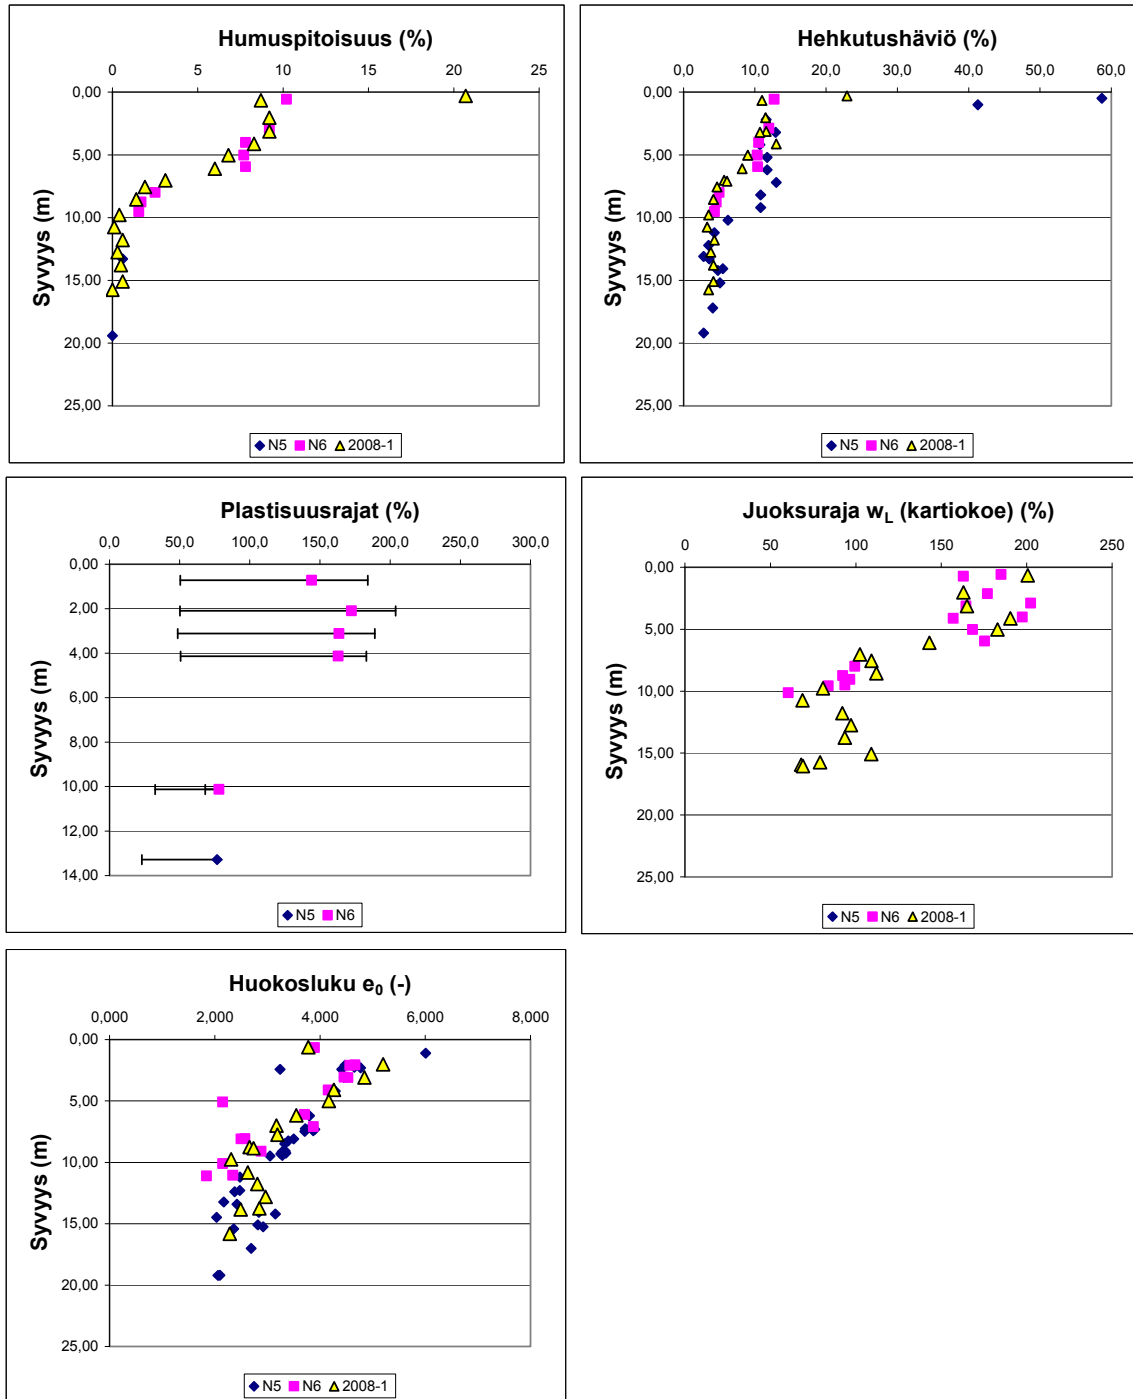 Humuspitoisuus (%)
0 5 10 15 20 25
0,00
5,00
10,00
15,00
20,00
25,00
Syvyys (m)
N5 N6 2008-1
Hehkutushäviö (%)
0,0 10,0 20,0 30,0 40,0 50,0 60,0
0,00
5,00
10,00
15,00
20,00
25,00
Syvyys (m)
N5 N6 2008-1
Plastisuusrajat (%)
0,0 50,0 100,0 150,0 200,0 250,0 300,0
0,00
2,00
4,00
6,00
8,00
10,00
12,00
14,00
Syvyys (m)
N5 N6
Juoksuraja wL (kartiokoe) (%)
0 50 100 150 200 250
0,00
5,00
10,00
15,00
20,00
25,00
Syvyys (m)
N5 N6 2008-1
Huokosluku e0 (-)
0,000 2,000 4,000 6,000 8,000
0,00
5,00
10,00
15,00
20,00
25,00
Syvyys (m)
N5 N6 2008-1